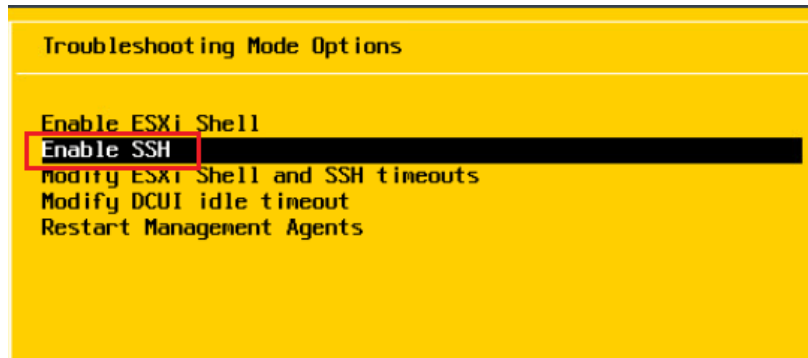 Troubleshooting Mode Options
Enable ESXi Shell
Enable SSH
Modify ESXi Shell and SSH timeouts
Modify DCUI idle timeout
Restart Management Agents